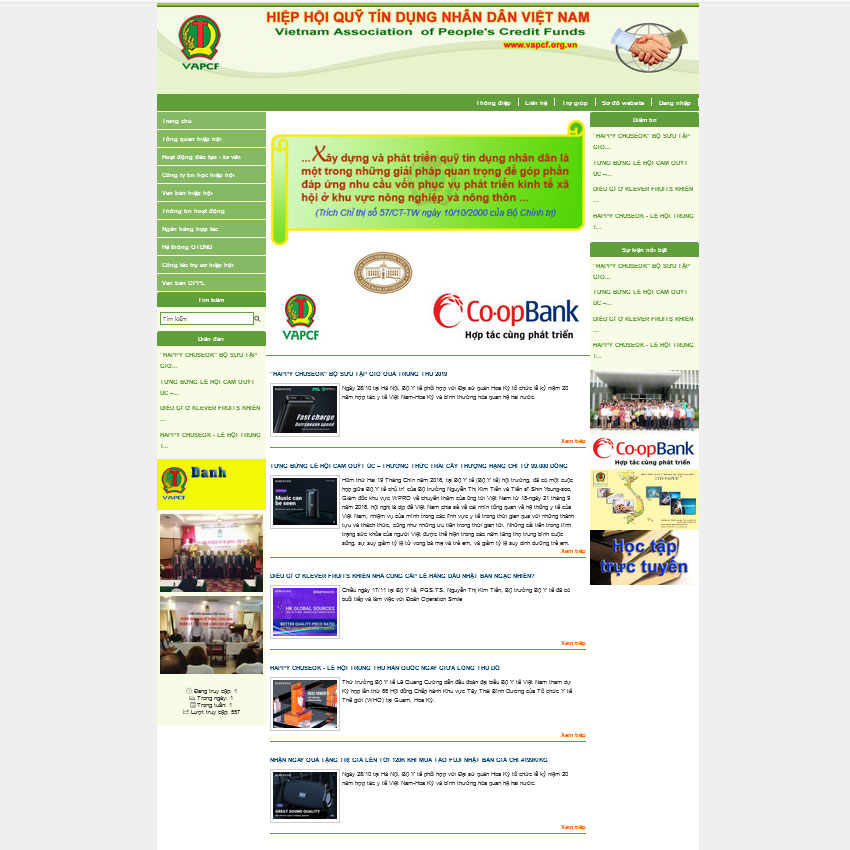 HIỆP HỘI QUỸ TÍN DỤNG NHÂN DÂN VIỆT NAM
Vietnam Association of People's Credit Funds
www.vapcf.org.vn
VAPCF
Thông điệp
Liên hệ
Trợ giúp
Sơ đồ website
Đăng nhập
Trang chủ
Tổng quan hiệp hội
Hoạt động đào tạo - tư vấn
Công ty tin học hiệp hội
Văn bản hiệp hội
Thông tin hoạt động
Ngân hàng hợp tác
Hệ thống QTDND
Công tác trụ sở hiệp hội
Văn bản QPPL
Tìm kiếm
Tìm kiếm
Diễn đàn
"HAPPY CHUSEOK" BỘ SƯU TẬP
GIỎ...
TƯNG BỪNG LỄ HỘI CAM QUÝT
ÚC –...
ĐIỀU GÌ Ở KLEVER FRUITS KHIẾN
...
HAPPY CHUSEOK - LỄ HỘI TRUNG
T...
Danh
VAPCF
Đang truy cập: 1
Trong ngày: 1
Trong tuần: 1
Lượt truy cập: 557
...Xây dựng và phát triển quỹ tín dụng nhân dân là
một trong những giải pháp quan trọng để góp phần
đáp ứng nhu cầu vốn phục vụ phát triển kinh tế xã
hội ở khu vực nông nghiệp và nông thôn ...
(Trích Chỉ thị số 57/CT-TW ngày 10/10/2000 của Bộ Chính trị)
VAPCF
Co-opBank
Hợp tác cùng phát triển
"HAPPY CHUSEOK" BỘ SƯU TẬP GIỎ QUÀ TRUNG THU 2019
Fast charge
Outrageous speed
Ngày 28/10 tại Hà Nội, Bộ Y tế phối hợp với Đại sứ quán Hoa Kỳ tổ chức lễ kỷ niệm 20
năm hợp tác y tế Việt Nam-Hoa Kỳ và bình thường hóa quan hệ hai nước.
Xem tiếp
TƯNG BỪNG LỄ HỘI CAM QUÝT ÚC – THƯỞNG THỨC TRÁI CÂY THƯỢNG HẠNG CHỈ TỪ 99.000 ĐỒNG
Music can
be seen
Hôm thứ Hai 19 Tháng Chín năm 2016, tại Bộ Y tế (Bộ Y tế) hội trường, đã có một cuộc
họp giữa Bộ Y tế chủ trì của Bộ trưởng Nguyễn Thị Kim Tiến và Tiến sĩ Shin Young-soo,
Giám đốc khu vực WPRO về chuyến thăm của ông tới Việt Nam từ 18-ngày 21 tháng 9
năm 2016. hội nghị là dịp để Việt Nam chia sẻ về cái nhìn tổng quan về hệ thống y tế của
Việt Nam, nhiệm vụ của mình trong các lĩnh vực y tế trong thời gian qua với những thành
tựu và thách thức, cũng như những ưu tiên trong thời gian tới. Những cải tiến trong tình
trạng sức khỏe của người Việt được thể hiện trong các năm tăng thọ trung bình cuộc
sống, sự suy giảm tỷ lệ tử vong bà mẹ và trẻ em, và giảm tỷ lệ suy dinh dưỡng trẻ em.
Xem tiếp
ĐIỀU GÌ Ở KLEVER FRUITS KHIẾN NHÀ CUNG CẤP LÊ HÀNG ĐẦU NHẬT BẢN NGẠC NHIÊN?
HK GLOBAL SOURCES
BETTER QUALITY PRICE RATIO
Chiều ngày 17/11 tại Bộ Y tế, PGS.TS. Nguyễn Thị Kim Tiến, Bộ trưởng Bộ Y tế đã có
buổi tiếp và làm việc với Đoàn Operation Smile
Xem tiếp
HAPPY CHUSEOK - LỄ HỘI TRUNG THU HÀN QUỐC NGAY GIỮA LÒNG THỦ ĐÔ
Thứ trưởng Bộ Y tế Lê Quang Cường dẫn đầu đoàn đại biểu Bộ Y tế Việt Nam tham dự
Kỳ họp lần thứ 66 Hội đồng Chấp hành Khu vực Tây Thái Bình Dương của Tổ chức Y tế
Thế giới (WHO) tại Guam, Hoa Kỳ.
Xem tiếp
NHẬN NGAY QUÀ TẶNG TRỊ GIÁ LÊN TỚI 120K KHI MUA TÁO FUJI NHẬT BẢN GIÁ CHỈ #199K/KG
GREAT SOUND QUALITY
Ngày 28/10 tại Hà Nội, Bộ Y tế phối hợp với Đại sứ quán Hoa Kỳ tổ chức lễ kỷ niệm 20
năm hợp tác y tế Việt Nam-Hoa Kỳ và bình thường hóa quan hệ hai nước.
Xem tiếp
Điểm tin
"HAPPY CHUSEOK" BỘ SƯU TẬP
GIỎ...
TƯNG BỪNG LỄ HỘI CAM QUÝT
ÚC –...
ĐIỀU GÌ Ở KLEVER FRUITS KHIẾN
...
HAPPY CHUSEOK - LỄ HỘI TRUNG
T...
Sự kiện nổi bật
"HAPPY CHUSEOK" BỘ SƯU TẬP
GIỎ...
TƯNG BỪNG LỄ HỘI CAM QUÝT
ÚC –...
ĐIỀU GÌ Ở KLEVER FRUITS KHIẾN
...
HAPPY CHUSEOK - LỄ HỘI TRUNG
T...
Co-opBank
Hợp tác cùng phát triển
Học tập
trực tuyến